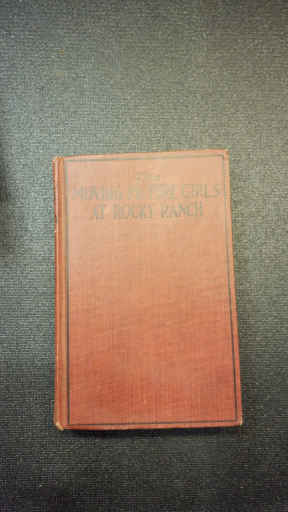 The
MOVING PICTURE GIRLS
AT ROCKY RANCH